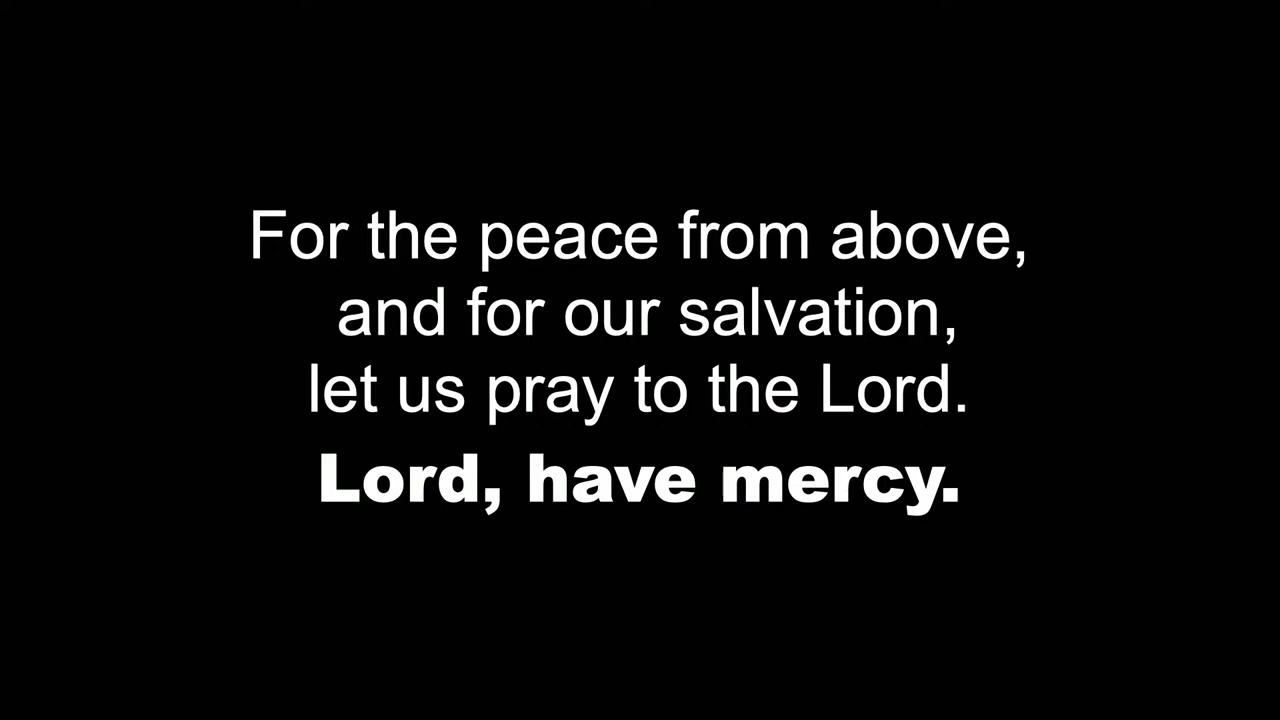 For the peace from above,
and for our salvation,
let us pray to the Lord.
Lord, have mercy.